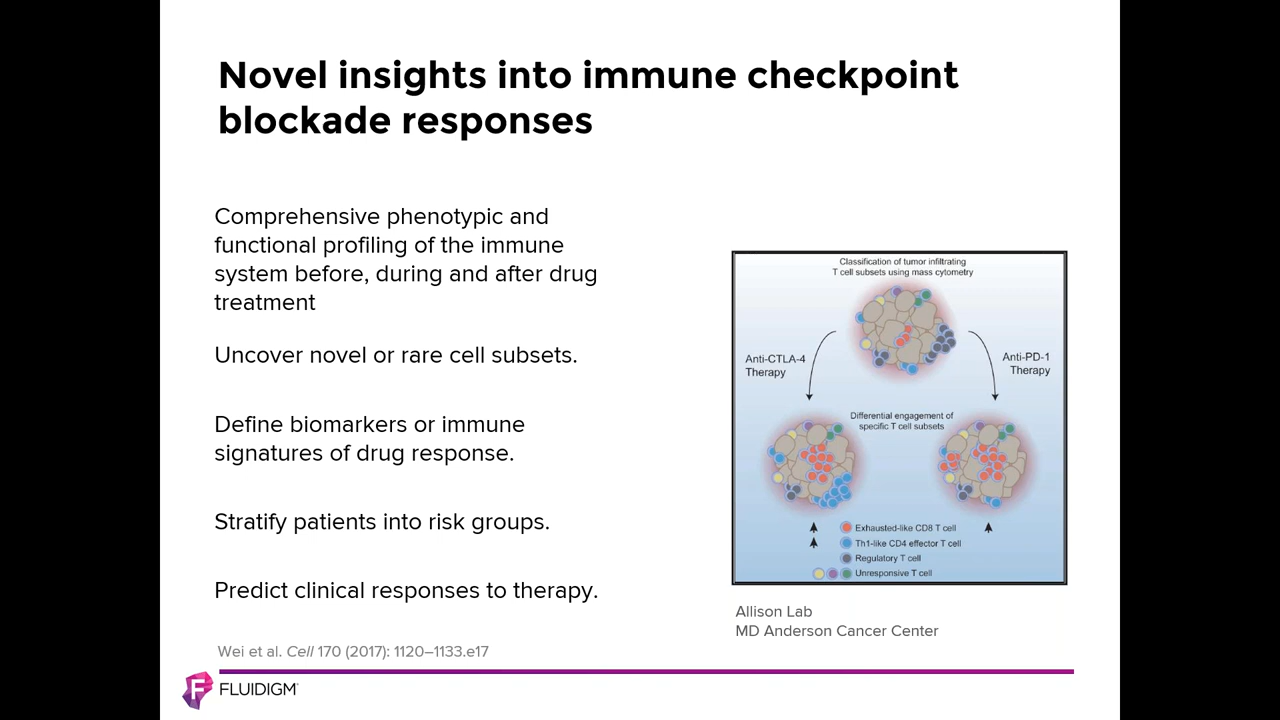 Novel insights into immune checkpoint
blockade responses
Comprehensive phenotypic and
functional profiling of the immune
system before, during and after drug
treatment
Uncover novel or rare cell subsets.
Define biomarkers or immune
signatures of drug response.
Stratify patients into risk groups.
Predict clinical responses to therapy.
Classification of tumor infiltrating
T cell subsets using mass cytometry
Anti-CTLA-4
Therapy
Anti-PD-1
Therapy
Differential engagement of
specific T cell subsets
Exhausted-like CD8 T cell
Th1-like CD4 effector T cell
Regulatory T cell
Unresponsive T cell
Allison Lab
MD Anderson Cancer Center
Wei et al. Cell 170 (2017): 1120–1133.e17
F FLUIDIGM